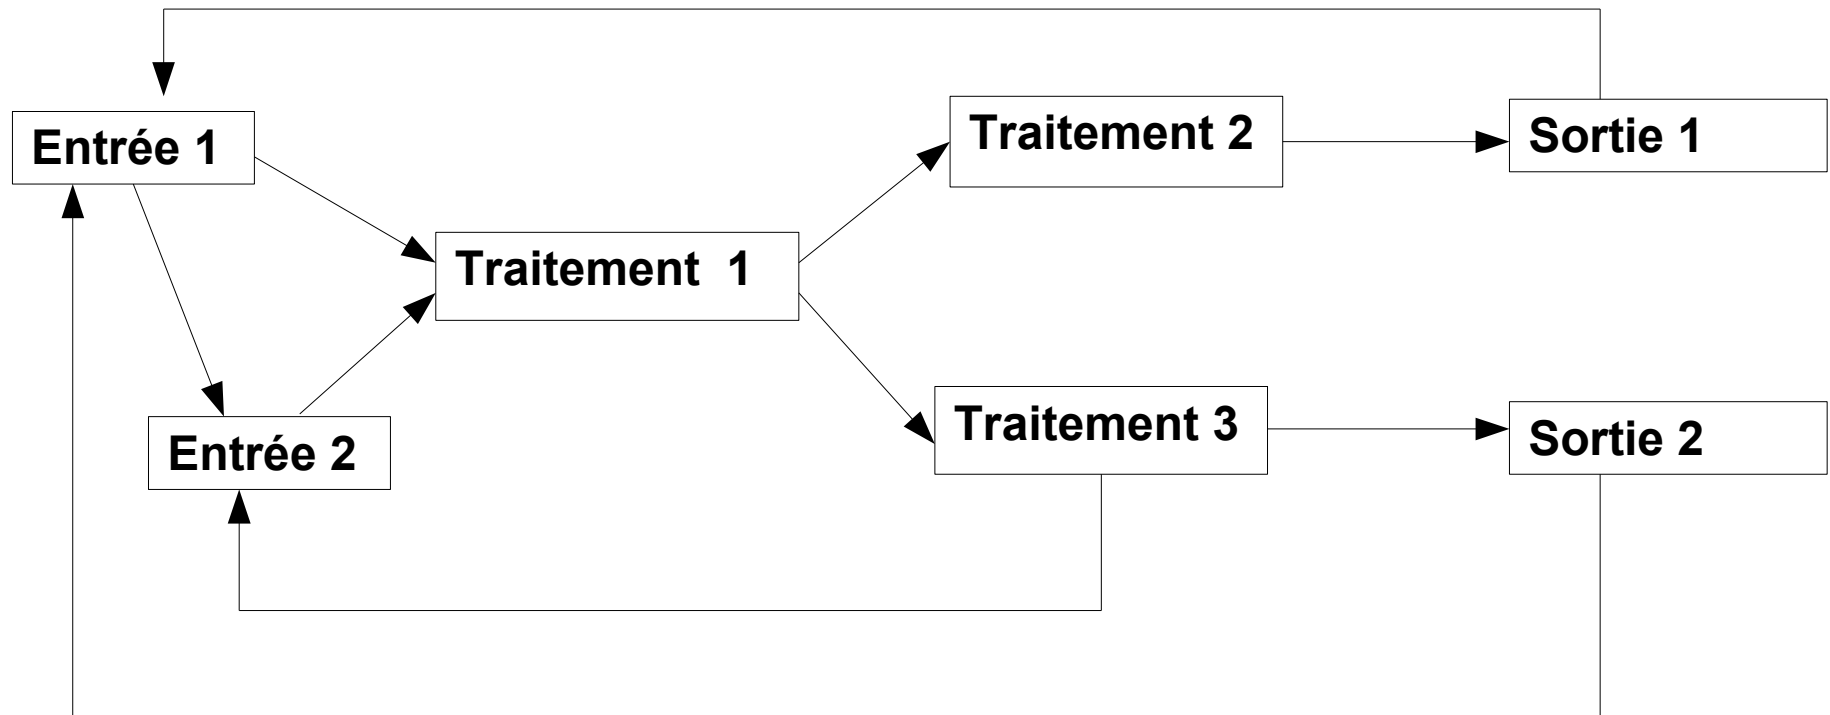 Entrée 1
Traitement 2
Sortie 1
Traitement 1
Entrée 2
Traitement 3
Sortie 2